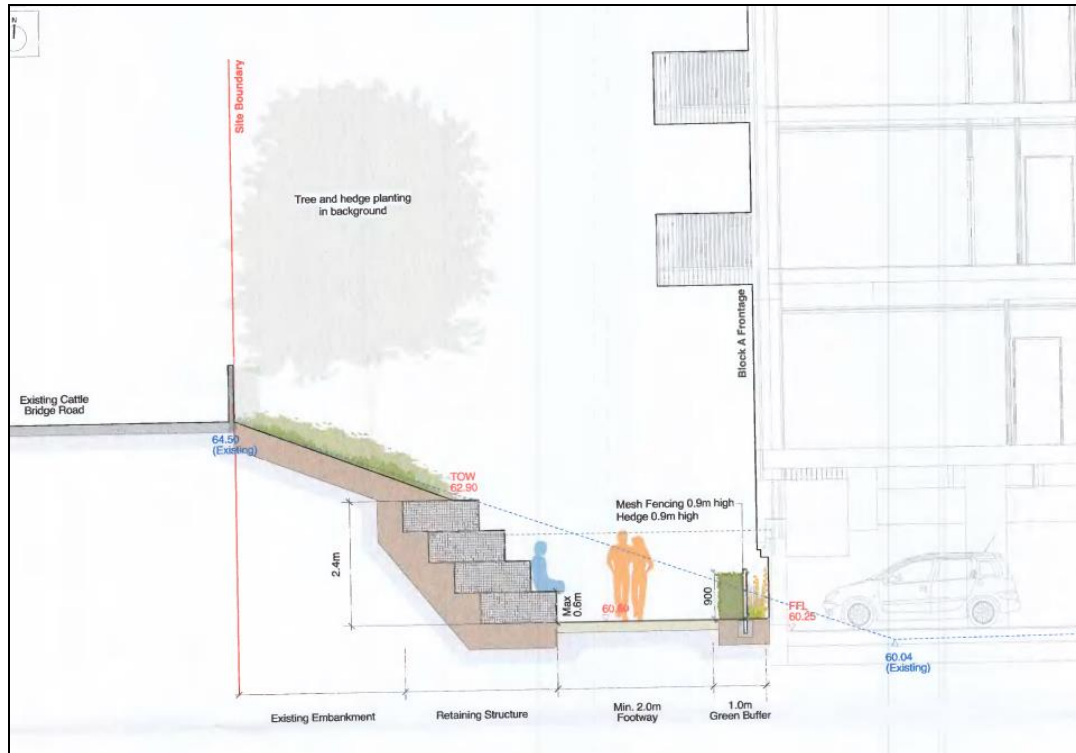 N
Site Boundary
Tree and hedge planting
in background
Block A Frontage
Existing Cattle
Bridge Road
64.50
(Existing)
TOW
62.90
Mesh Fencing 0.9m high
Hedge 0.9m high
2.4m
Max
0.6m
900
FFL
60.25
60.04
(Existing)
Existing Embankment
Retaining Structure
Min. 2.0m
Footway
1.0m
Green Buffer